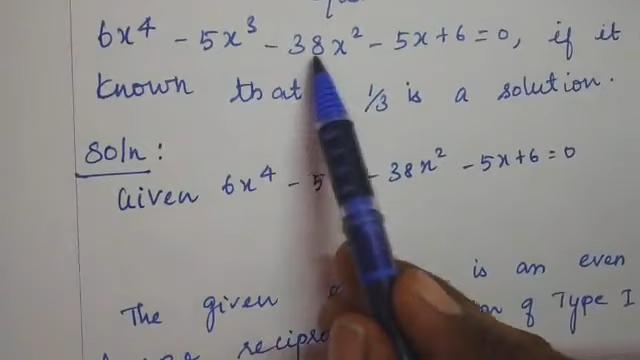 6x⁴ - 5x³ - 38x² - 5x + 6 = 0, if it
known that 1/3 is a solution.
Soln :
Given 6x⁴ - 5 - 38x² - 5x + 6 = 0
is an even
The given of Type I